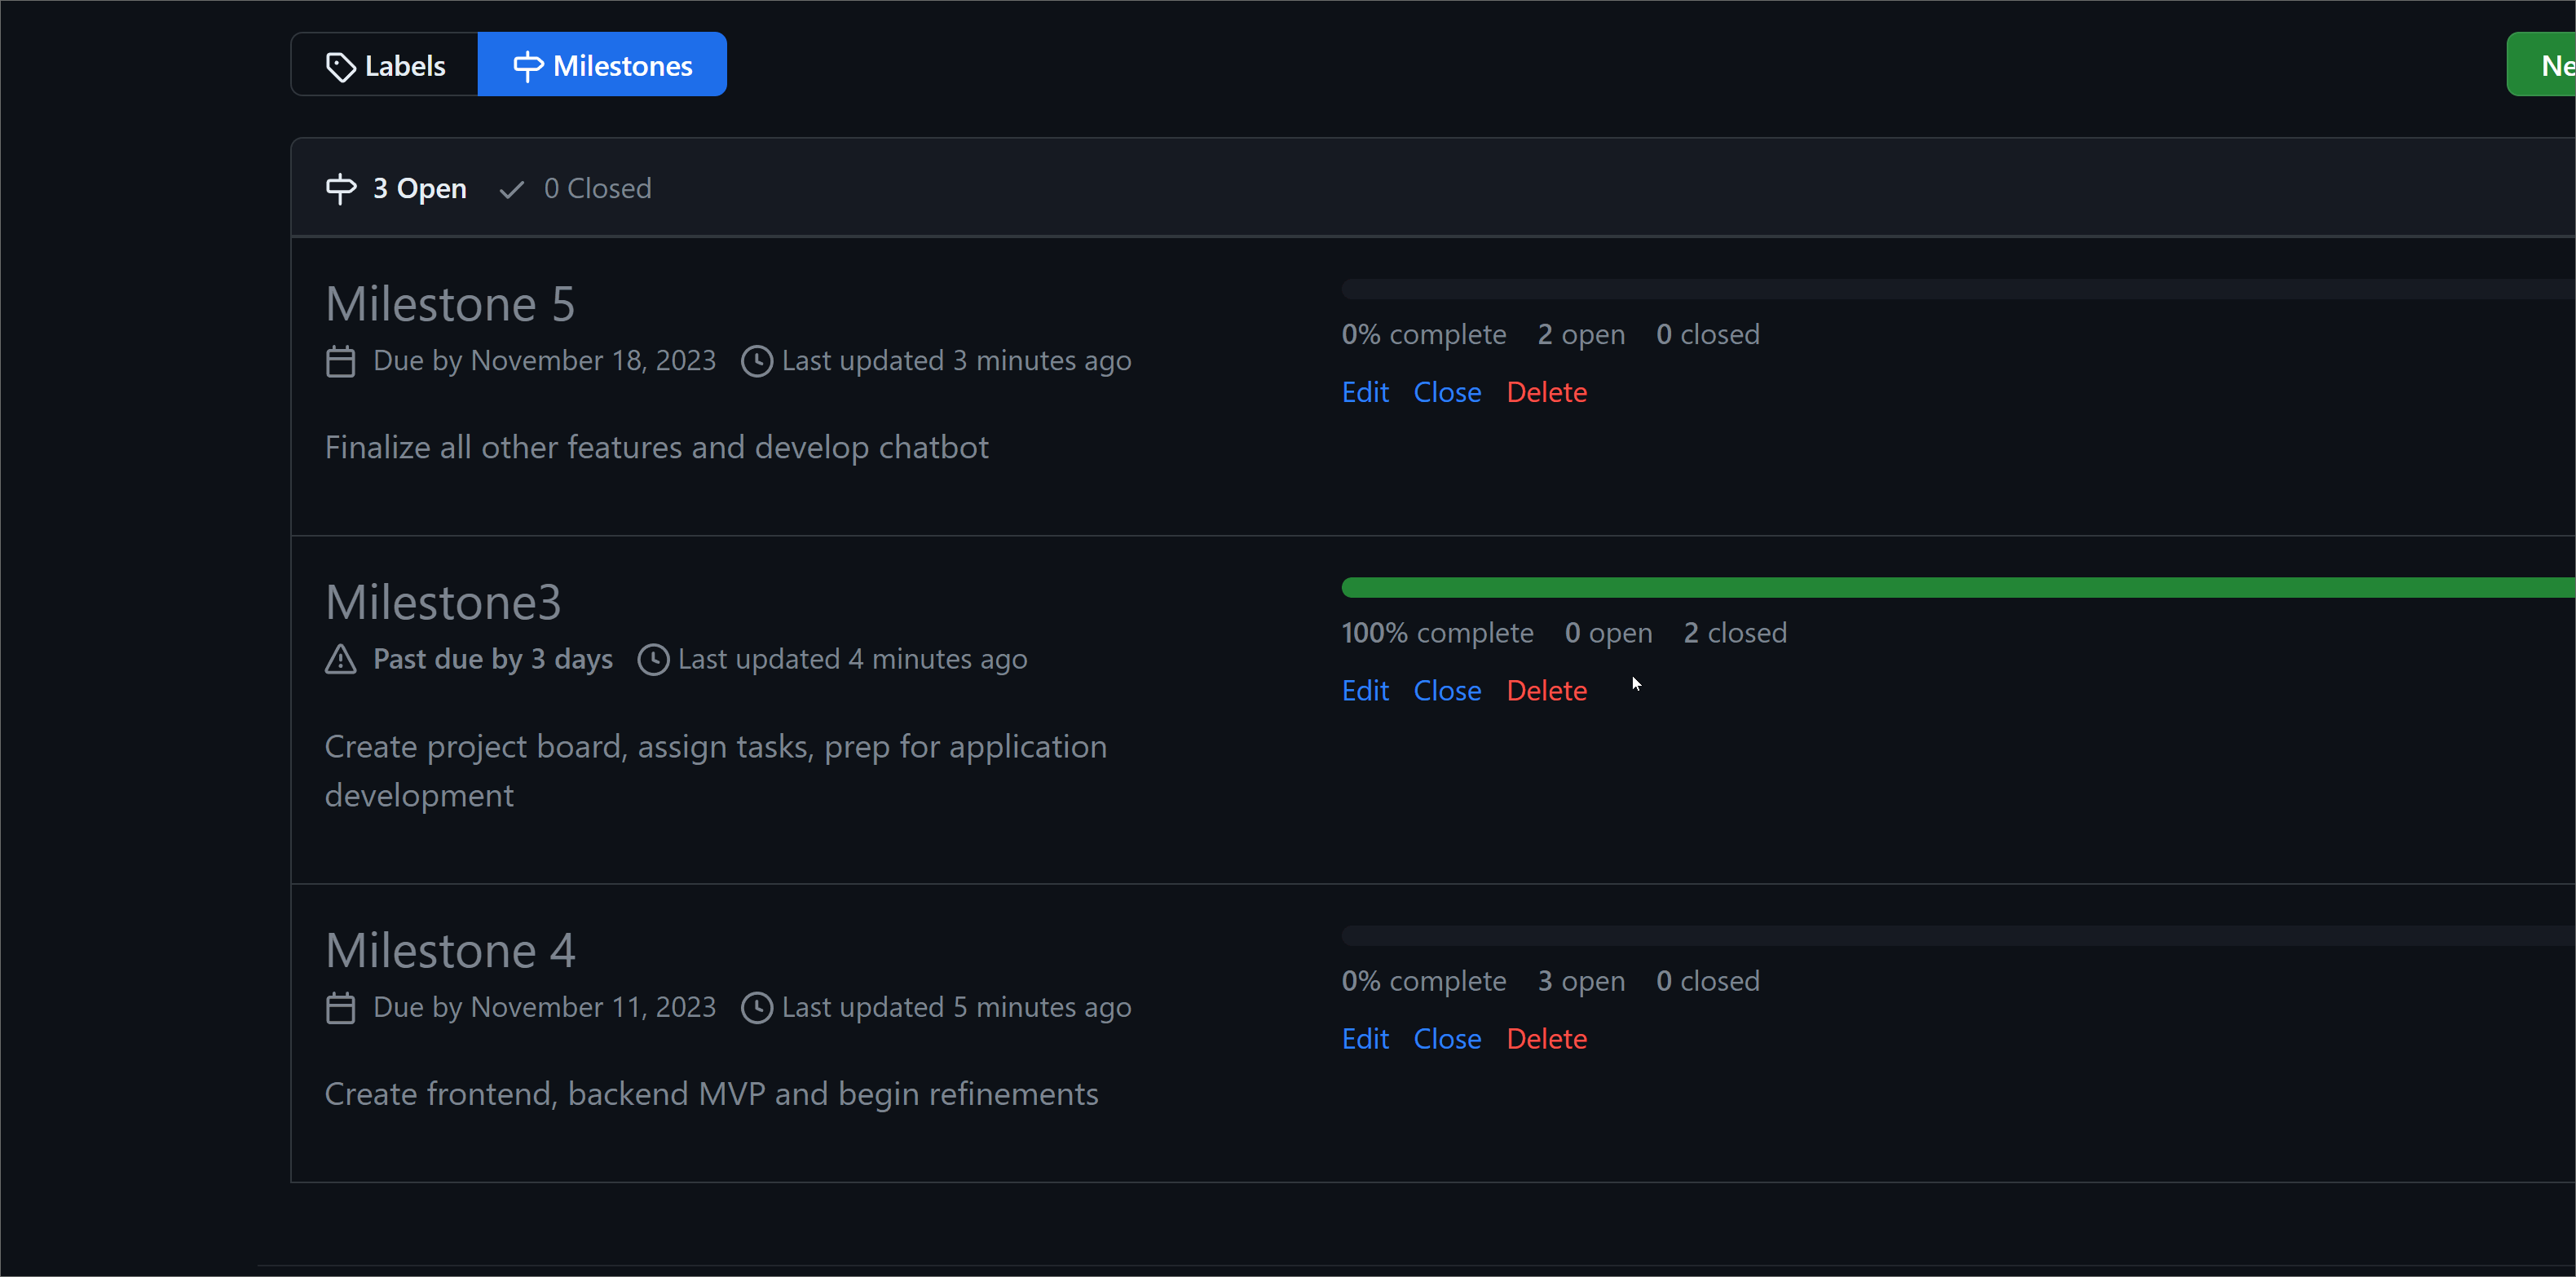 Labels Milestones
Ne
3 Open 0 Closed
Milestone 5
Due by November 18, 2023 Last updated 3 minutes ago
Finalize all other features and develop chatbot
0% complete 2 open 0 closed
Edit Close Delete
Milestone3
Past due by 3 days Last updated 4 minutes ago
Create project board, assign tasks, prep for application
development
100% complete 0 open 2 closed
Edit Close Delete
Milestone 4
Due by November 11, 2023 Last updated 5 minutes ago
Create frontend, backend MVP and begin refinements
0% complete 3 open 0 closed
Edit Close Delete